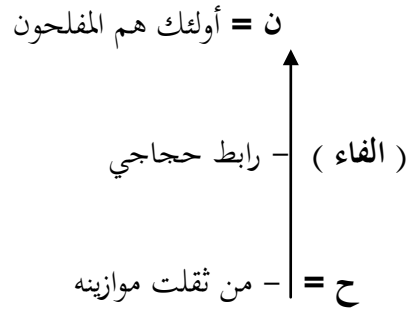 ن = أولئك هم المفلحون
( الفاء ) – رابط حجاجي
ح = – من ثقلت موازينه